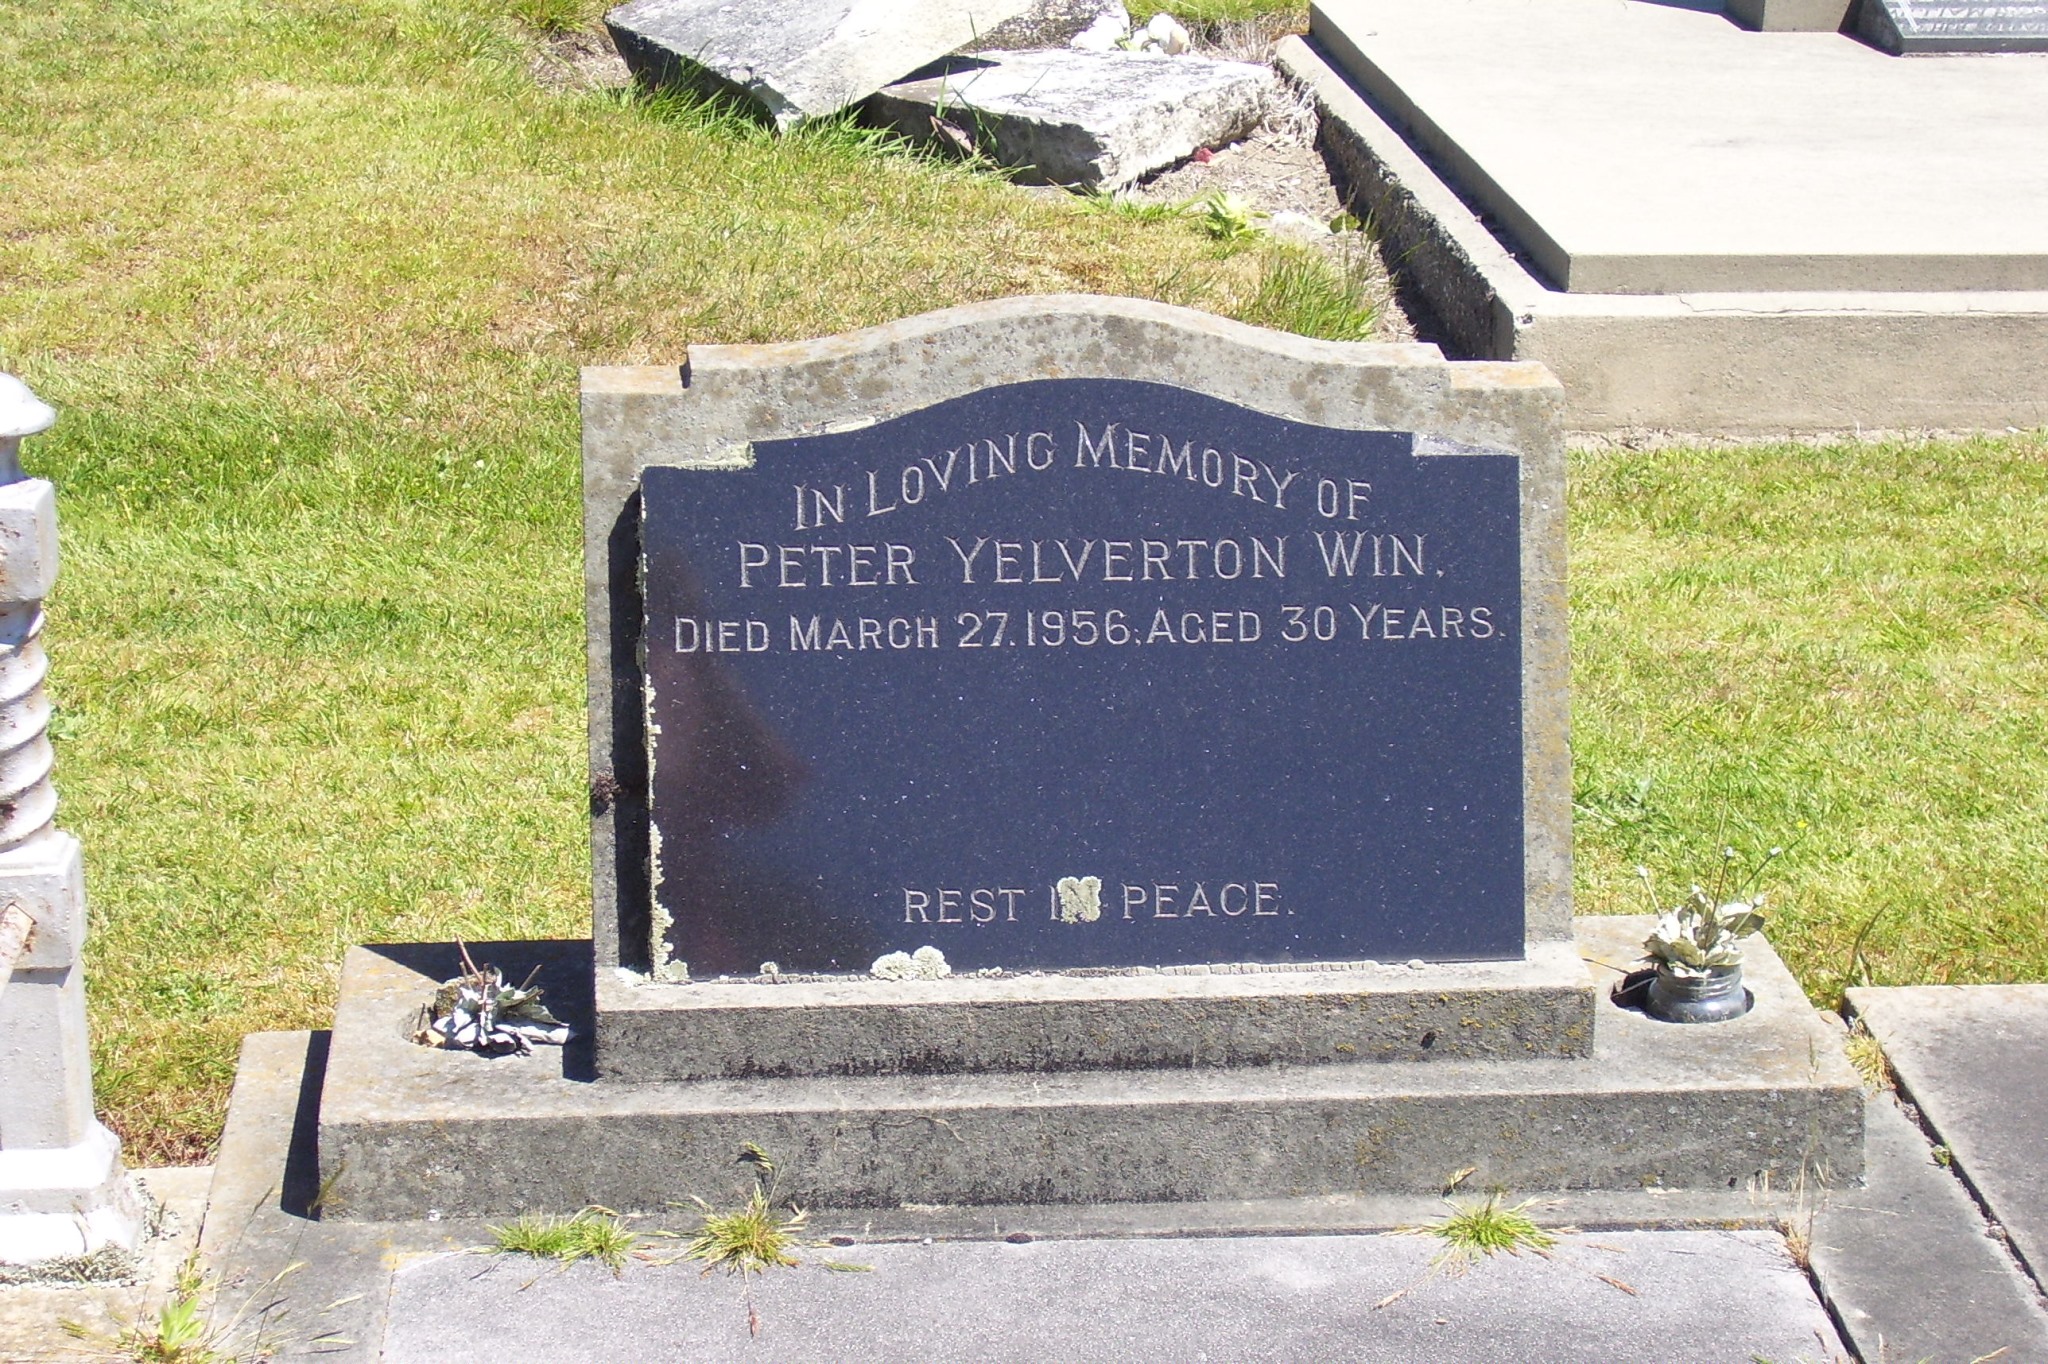 IN LOVING MEMORY OF
PETER YELVERTON WIN.
DIED MARCH 27. 1956, AGED 30 YEARS.
REST IN PEACE.